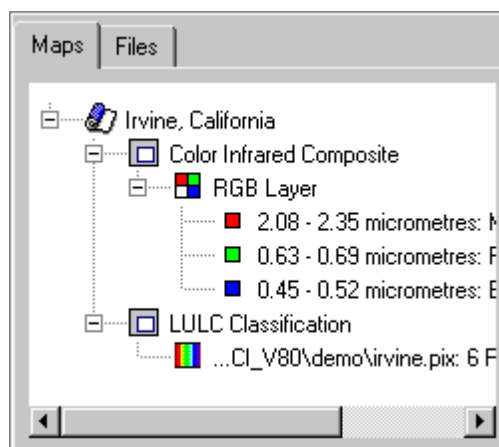 Maps Files
Irvine, California
Color Infrared Composite
RGB Layer
2.08 - 2.35 micrometres:
0.63 - 0.69 micrometres:
0.45 - 0.52 micrometres:
LULC Classification
...CI_V80\demo\irvine.pix: 6